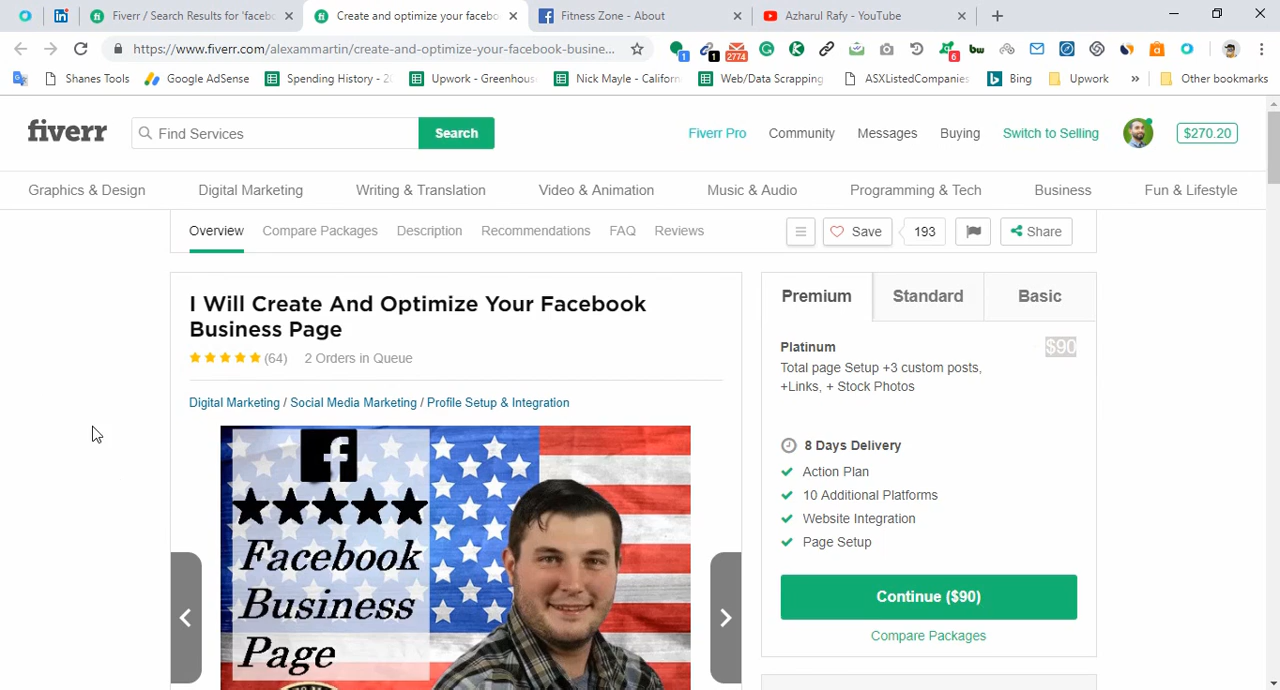 Fiverr / Search Results for 'facebo
Create and optimize your facebo
Fitness Zone - About
Azharul Rafy - YouTube
https://www.fiverr.com/alexammartin/create-and-optimize-your-facebook-busine...
1
1
2774
bw
6
Shanes Tools
Google AdSense
Spending History - 2
Upwork - Greenhous
Nick Mayle - Californ
Web/Data Scrapping
ASXListedCompanies
Bing
Upwork
»
Other bookmarks
fiverr
Find Services
Search
Fiverr Pro
Community
Messages
Buying
Switch to Selling
$270.20
Graphics & Design
Digital Marketing
Writing & Translation
Video & Animation
Music & Audio
Programming & Tech
Business
Fun & Lifestyle
Overview
Compare Packages
Description
Recommendations
FAQ
Reviews
Save
193
Share
I Will Create And Optimize Your Facebook
Business Page
(64)
2 Orders in Queue
Digital Marketing / Social Media Marketing / Profile Setup & Integration
Facebook
Business
Page
Premium
Standard
Basic
Platinum
$90
Total page Setup +3 custom posts,
+Links, + Stock Photos
8 Days Delivery
Action Plan
10 Additional Platforms
Website Integration
Page Setup
Continue ($90)
Compare Packages